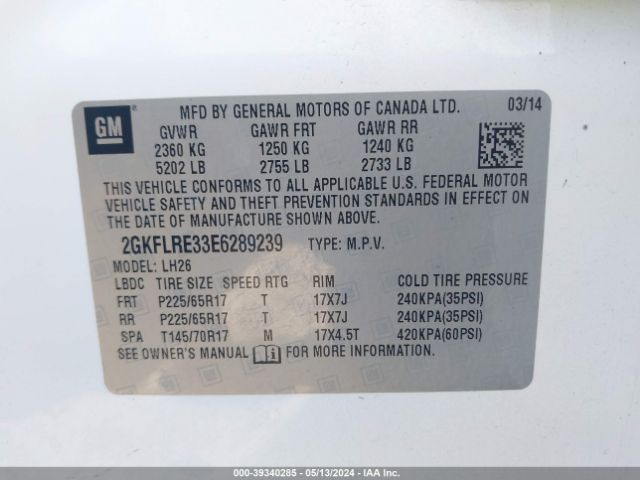 GM
MFD BY GENERAL MOTORS OF CANADA LTD. 03/14
GVWR GAWR FRT GAWR RR
2360 KG 1250 KG 1240 KG
5202 LB 2755 LB 2733 LB
THIS VEHICLE CONFORMS TO ALL APPLICABLE U.S. FEDERAL MOTOR
VEHICLE SAFETY AND THEFT PREVENTION STANDARDS IN EFFECT ON
THE DATE OF MANUFACTURE SHOWN ABOVE.
2GKFLRE33E6289239 TYPE: M.P.V.
MODEL: LH26
LBDC TIRE SIZE SPEED RTG RIM COLD TIRE PRESSURE
FRT P225/65R17 T 17X7J 240KPA(35PSI)
RR P225/65R17 T 17X7J 240KPA(35PSI)
SPA T145/70R17 M 17X4.5T 420KPA(60PSI)
SEE OWNER'S MANUAL FOR MORE INFORMATION.
000-39340285 - 05/13/2024 - IAA Inc.